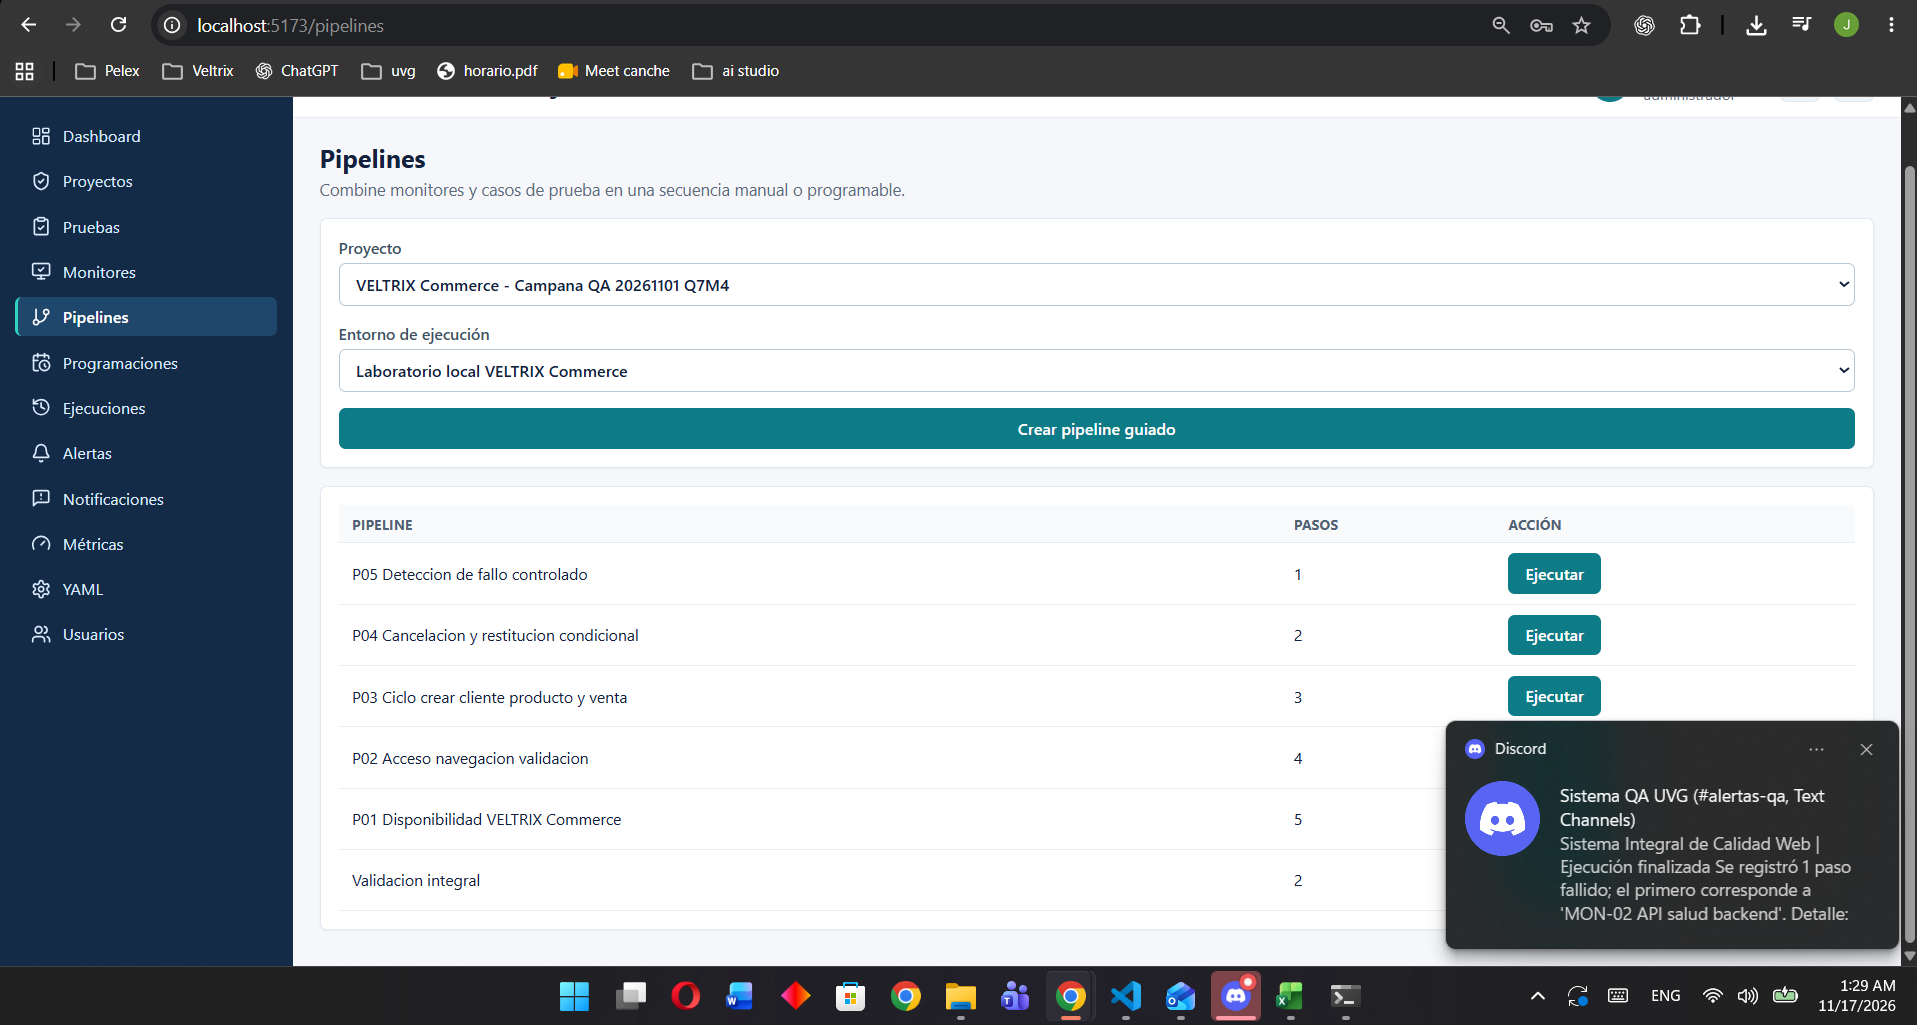 localhost:5173/pipelines
J
Pelex
Veltrix
ChatGPT
uvg
horario.pdf
Meet canche
ai studio
Dashboard
Proyectos
Pruebas
Monitores
Pipelines
Programaciones
Ejecuciones
Alertas
Notificaciones
Métricas
YAML
Usuarios
administrador
Pipelines
Combine monitores y casos de prueba en una secuencia manual o programable.
Proyecto
VELTRIX Commerce - Campana QA 20261101 Q7M4
Entorno de ejecución
Laboratorio local VELTRIX Commerce
Crear pipeline guiado
PIPELINE PASOS ACCIÓN
P05 Deteccion de fallo controlado 1 Ejecutar
P04 Cancelacion y restitucion condicional 2 Ejecutar
P03 Ciclo crear cliente producto y venta 3 Ejecutar
P02 Acceso navegacion validacion 4
P01 Disponibilidad VELTRIX Commerce 5
Validacion integral 2
Discord
Sistema QA UVG (#alertas-qa, Text
Channels)
Sistema Integral de Calidad Web |
Ejecución finalizada Se registró 1 paso
fallido; el primero corresponde a
'MON-02 API salud backend'. Detalle:
ENG
1:29 AM
11/17/2026